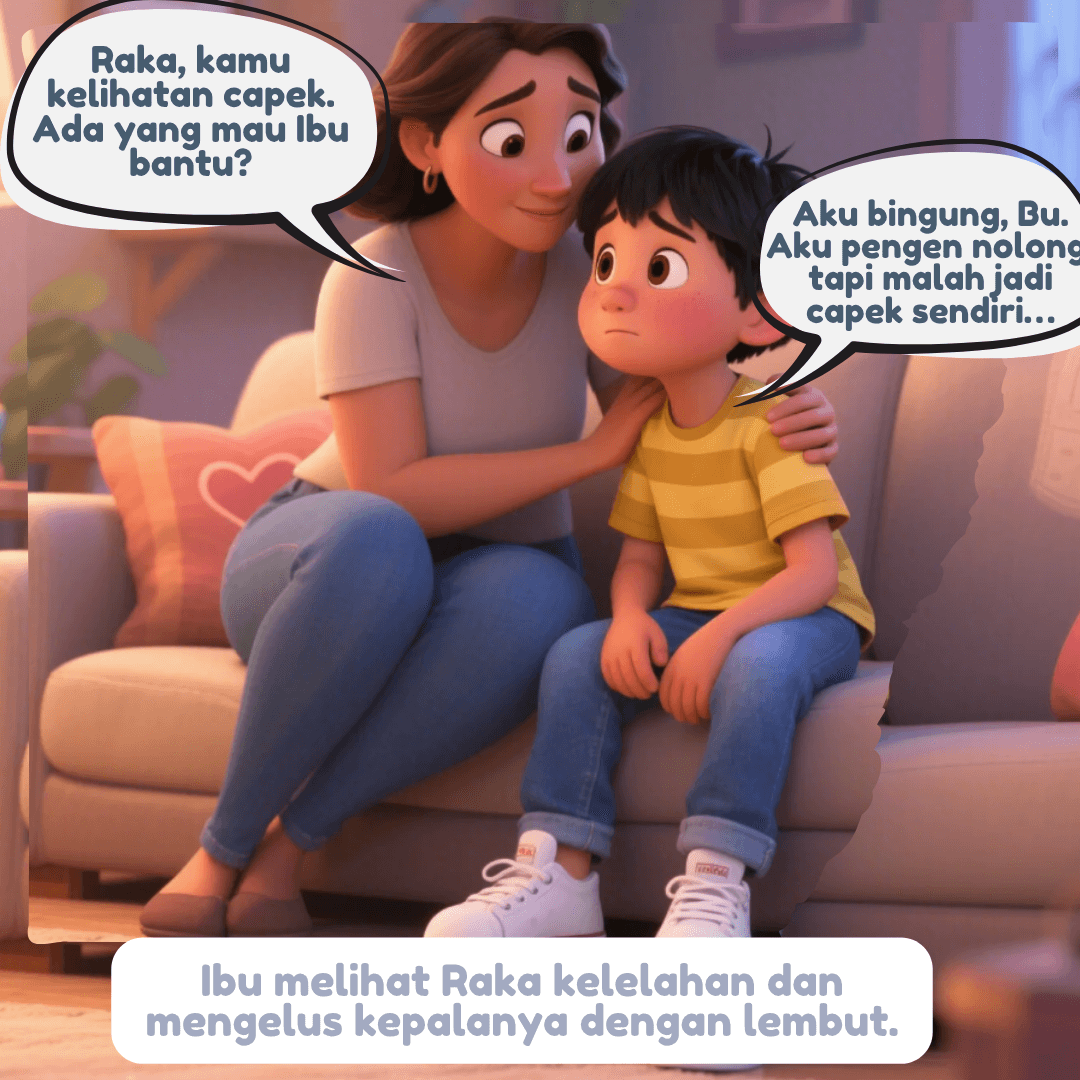 Raka, kamu
kelihatan capek.
Ada yang mau Ibu
bantu?
Aku bingung, Bu.
Aku pengen nolong
tapi malah jadi
capek sendiri...
Ibu melihat Raka kelelahan dan
mengelus kepalanya dengan lembut.